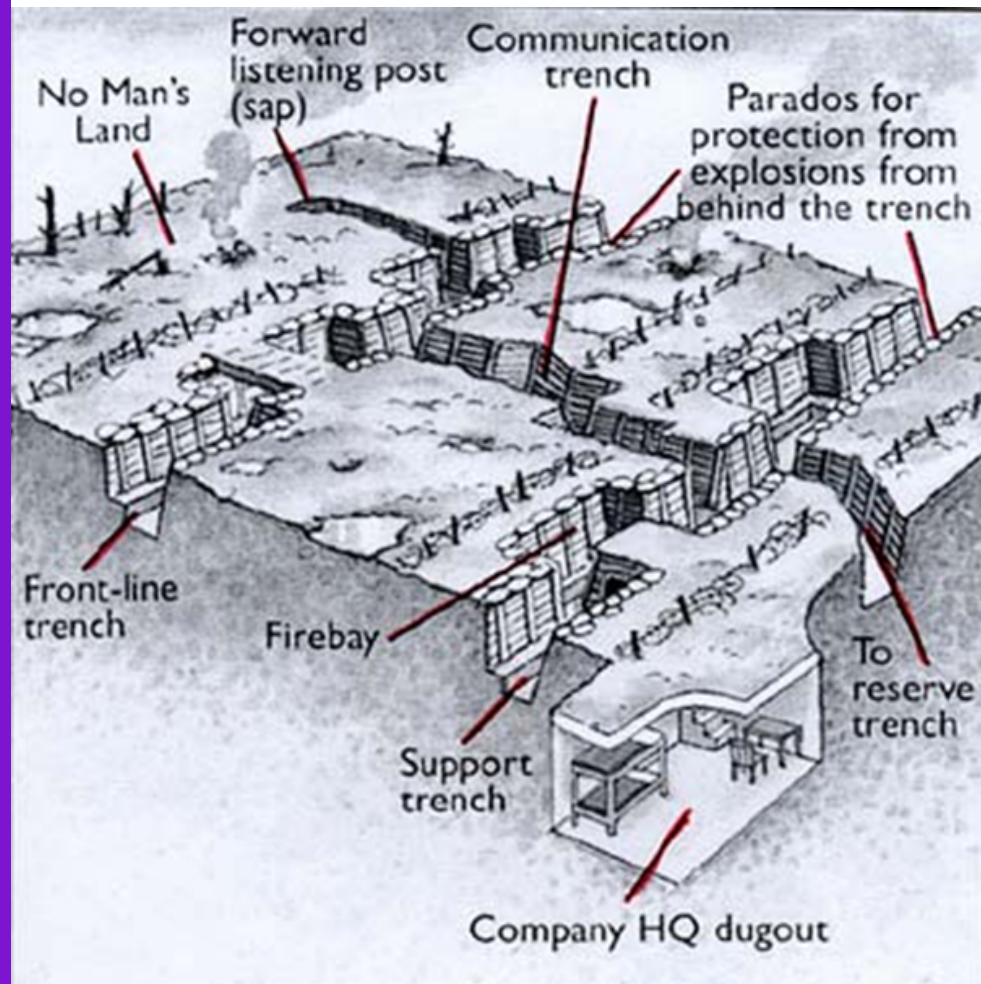 Forward
listening post
(sap)
Communication
trench
No Man's
Land
Parados for
protection from
explosions from
behind the trench
Front-line
trench
Firebay
Support
trench
To
reserve
trench
Company HQ dugout